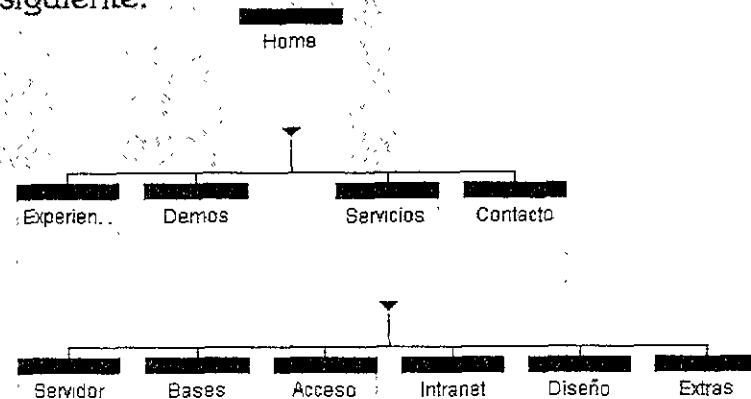 siguiente:
Home
Experien...
Demos Servicios Contacto
Servidor Bases Acceso Intranet Diseño Extras